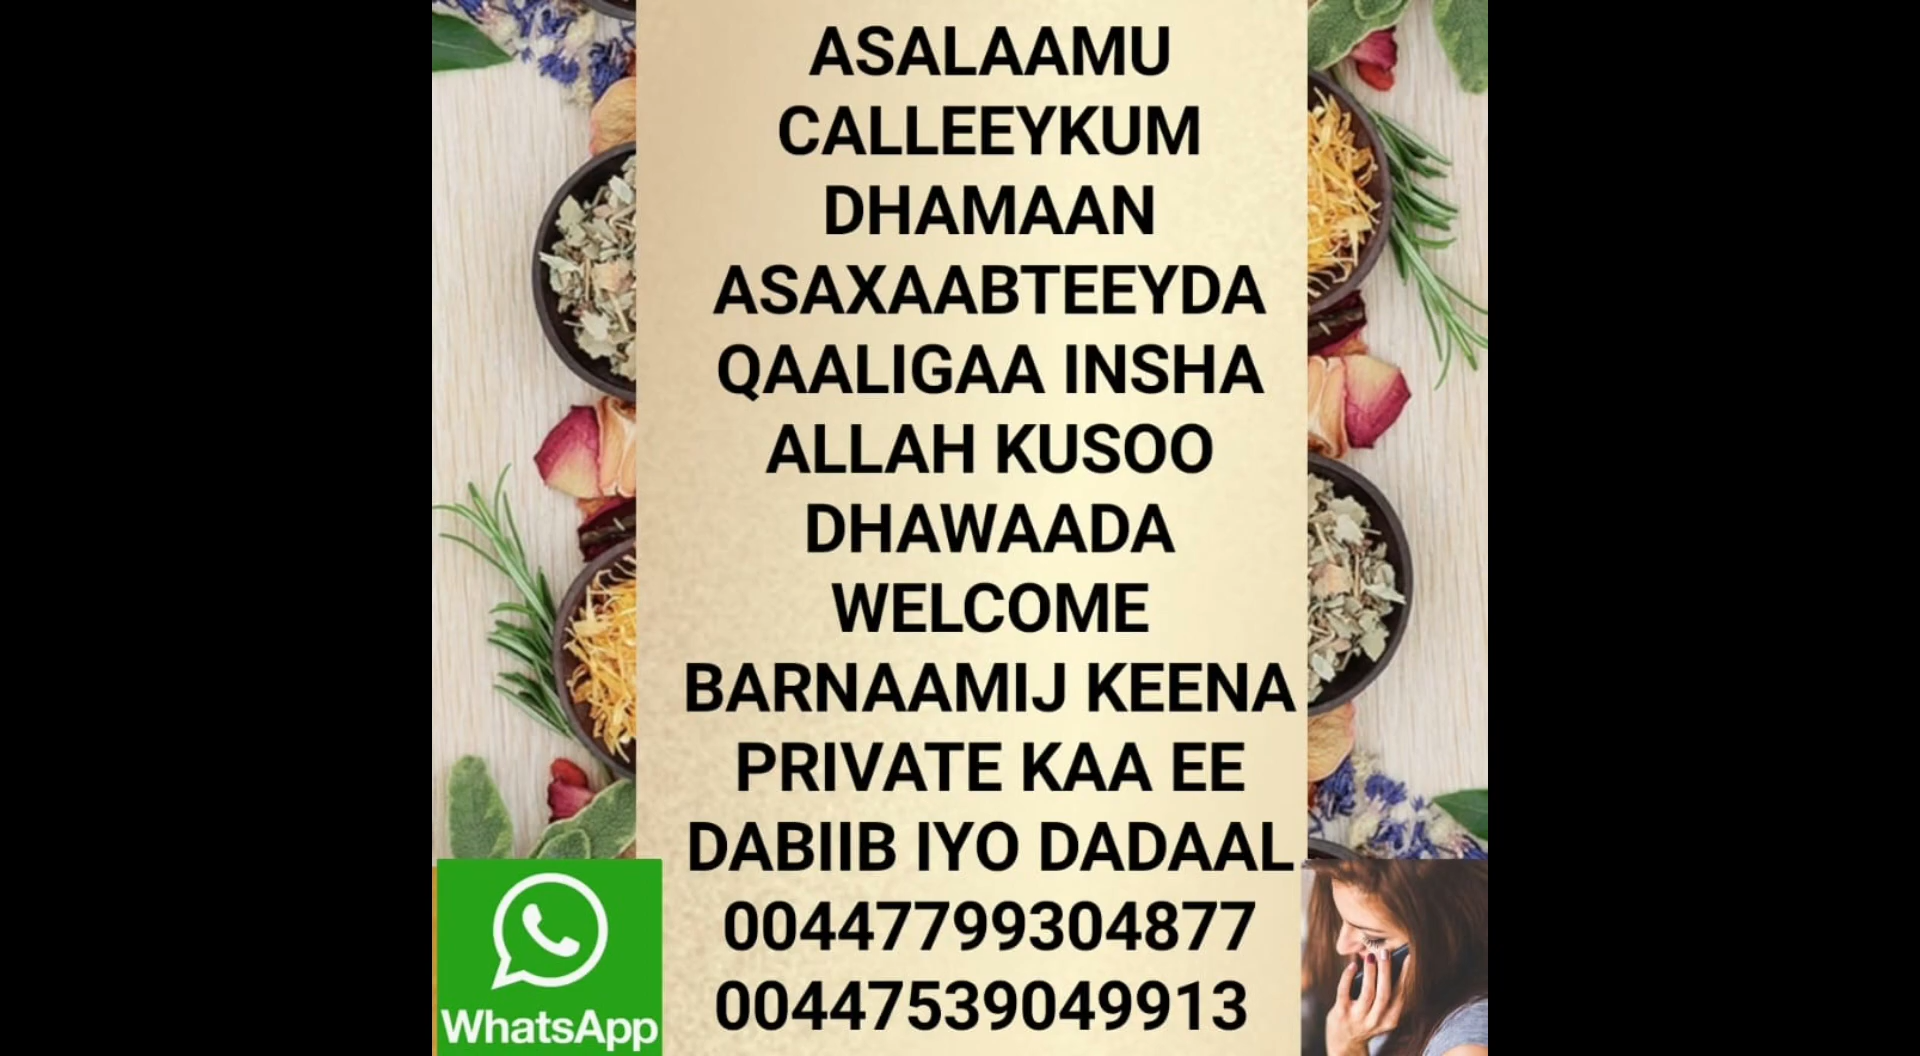 ASALAAMU
CALLEEYKUM
DHAMAAN
ASAXAABTEEYDA
QAALIGAA INSHA
ALLAH KUSOO
DHAWAADA
WELCOME
BARNAAMIJ KEENA
PRIVATE KAA EE
DABIIB IYO DADAAL
00447799304877
00447539049913
WhatsApp